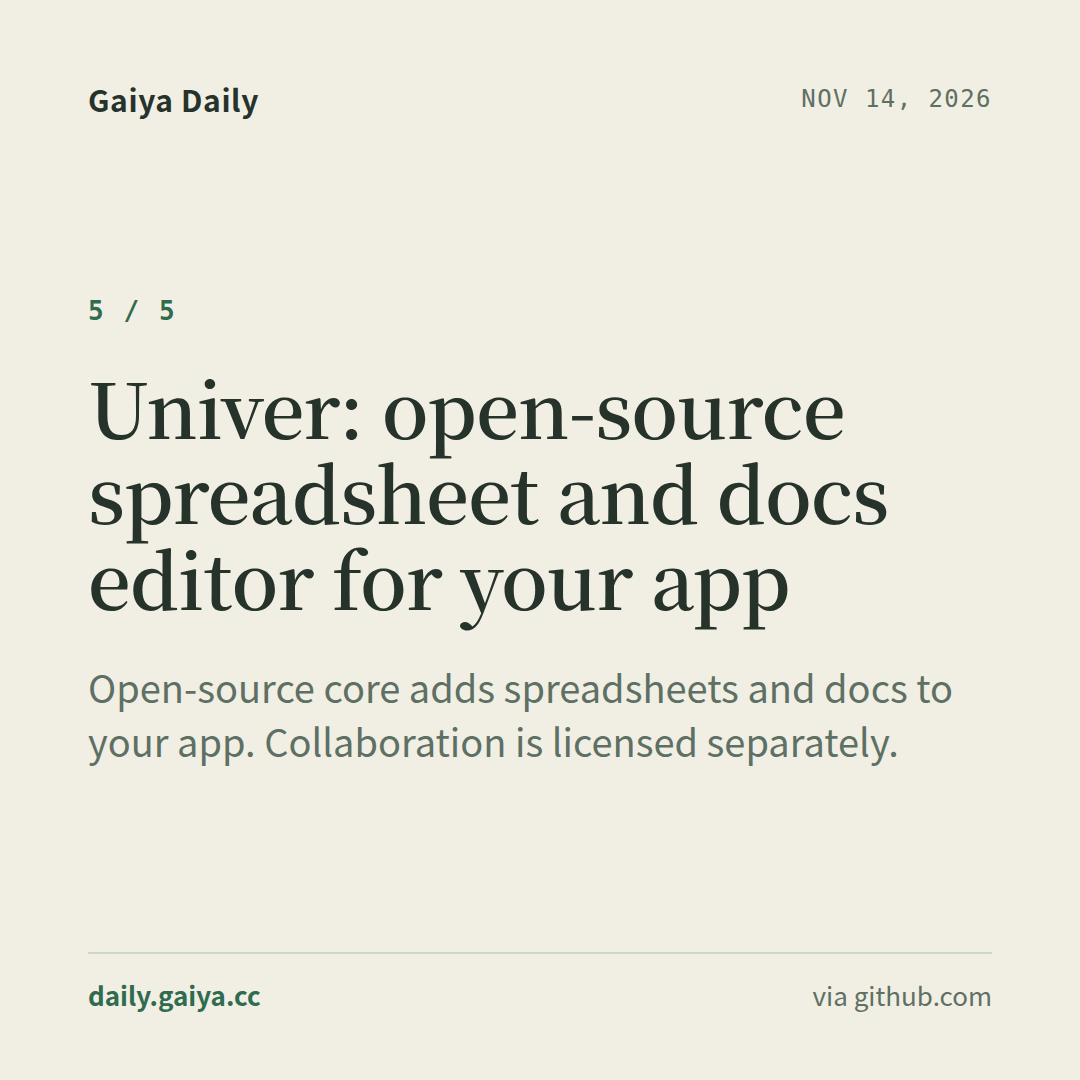 Gaiya Daily
NOV 14, 2026
5 / 5
Univer: open-source
spreadsheet and docs
editor for your app
Open-source core adds spreadsheets and docs to
your app. Collaboration is licensed separately.
daily.gaiya.cc
via github.com